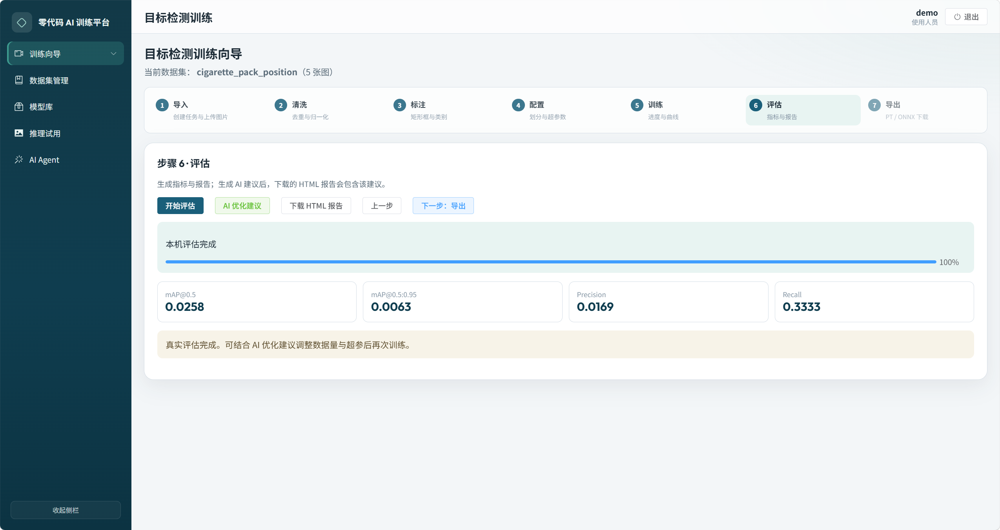 零代码 AI 训练平台
训练向导
数据集管理
模型库
推理试用
AI Agent
收起侧栏
目标检测训练
demo
使用人员
退出
目标检测训练向导
当前数据集： cigarette_pack_position（5 张图）
1 导入
创建任务与上传图片
2 清洗
去重与归一化
3 标注
矩形框与类别
4 配置
划分与超参数
5 训练
进度与曲线
6 评估
指标与报告
7 导出
PT / ONNX 下载
步骤 6 · 评估
生成指标与报告；生成 AI 建议后，下载的 HTML 报告会包含该建议。
开始评估 AI 优化建议 下载 HTML 报告 上一步 下一步：导出
本机评估完成
100%
mAP@0.5
0.0258
mAP@0.5:0.95
0.0063
Precision
0.0169
Recall
0.3333
真实评估完成。可结合 AI 优化建议调整数据量与超参后再次训练。